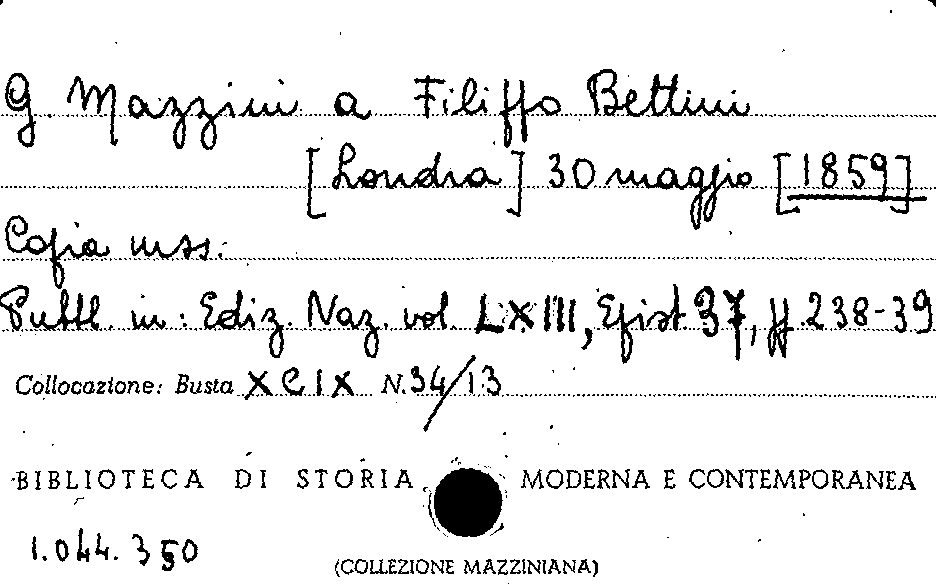 G. Mazzini a Filippo Bettini
[Londra] 30 maggio [1859]
Copia mss.
Pubbl. in: Ediz. Naz. vol. LXIII, Epist. 37, pp. 238-39
Collocazione: Busta XCIX N. 34/13
BIBLIOTECA DI STORIA MODERNA E CONTEMPORANEA
1.044.350
(COLLEZIONE MAZZINIANA)